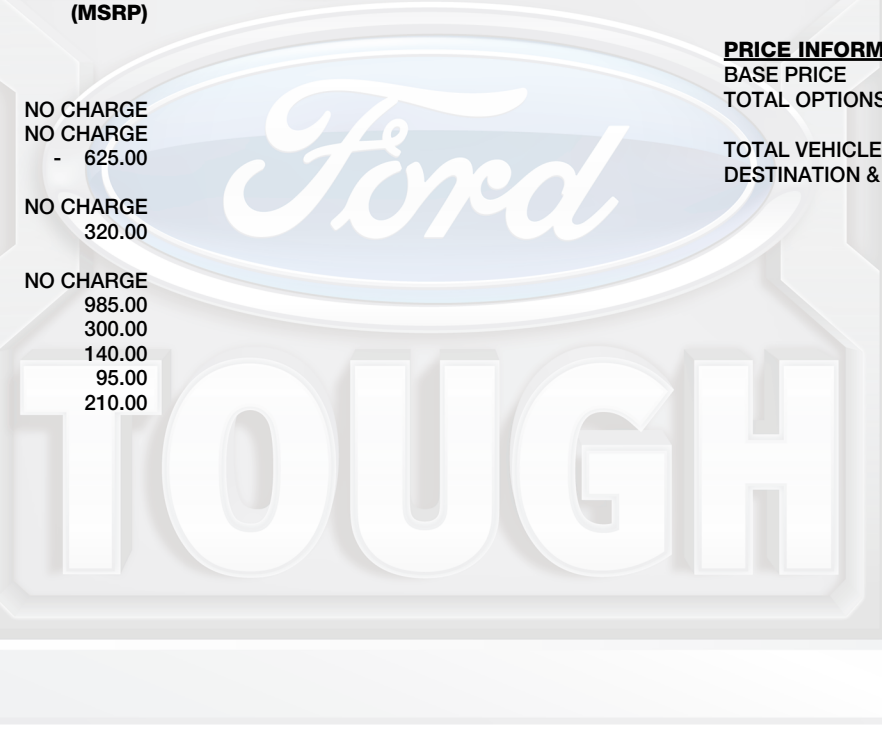 (MSRP)
NO CHARGE
NO CHARGE
- 625.00
NO CHARGE
320.00
NO CHARGE
985.00
300.00
140.00
95.00
210.00
PRICE INFORM
BASE PRICE
TOTAL OPTIONS
TOTAL VEHICLE
DESTINATION &
Ford
TOUGH